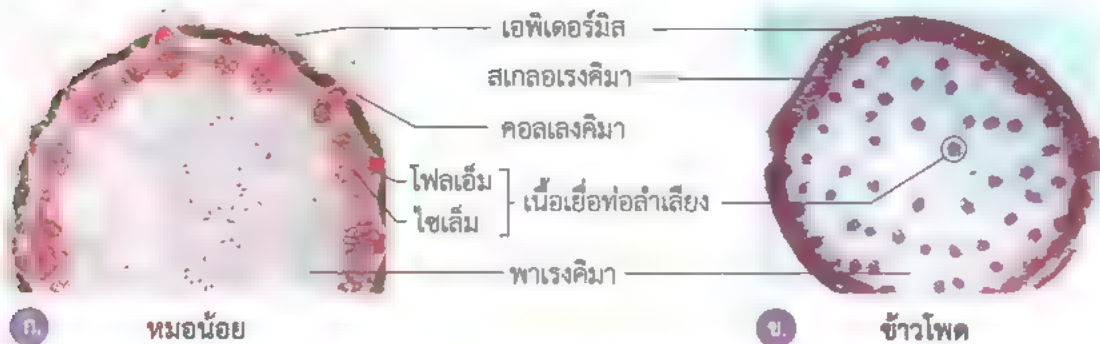 เอพิเดอร์มิส
สเกลอเรงคิมา
คอลเลงคิมา
โฟลเอ็ม
ไซเล็ม
เนื้อเยื่อท่อลำเลียง
พาเรงคิมา
ก. หมอน้อย
ข. ข้าวโพด